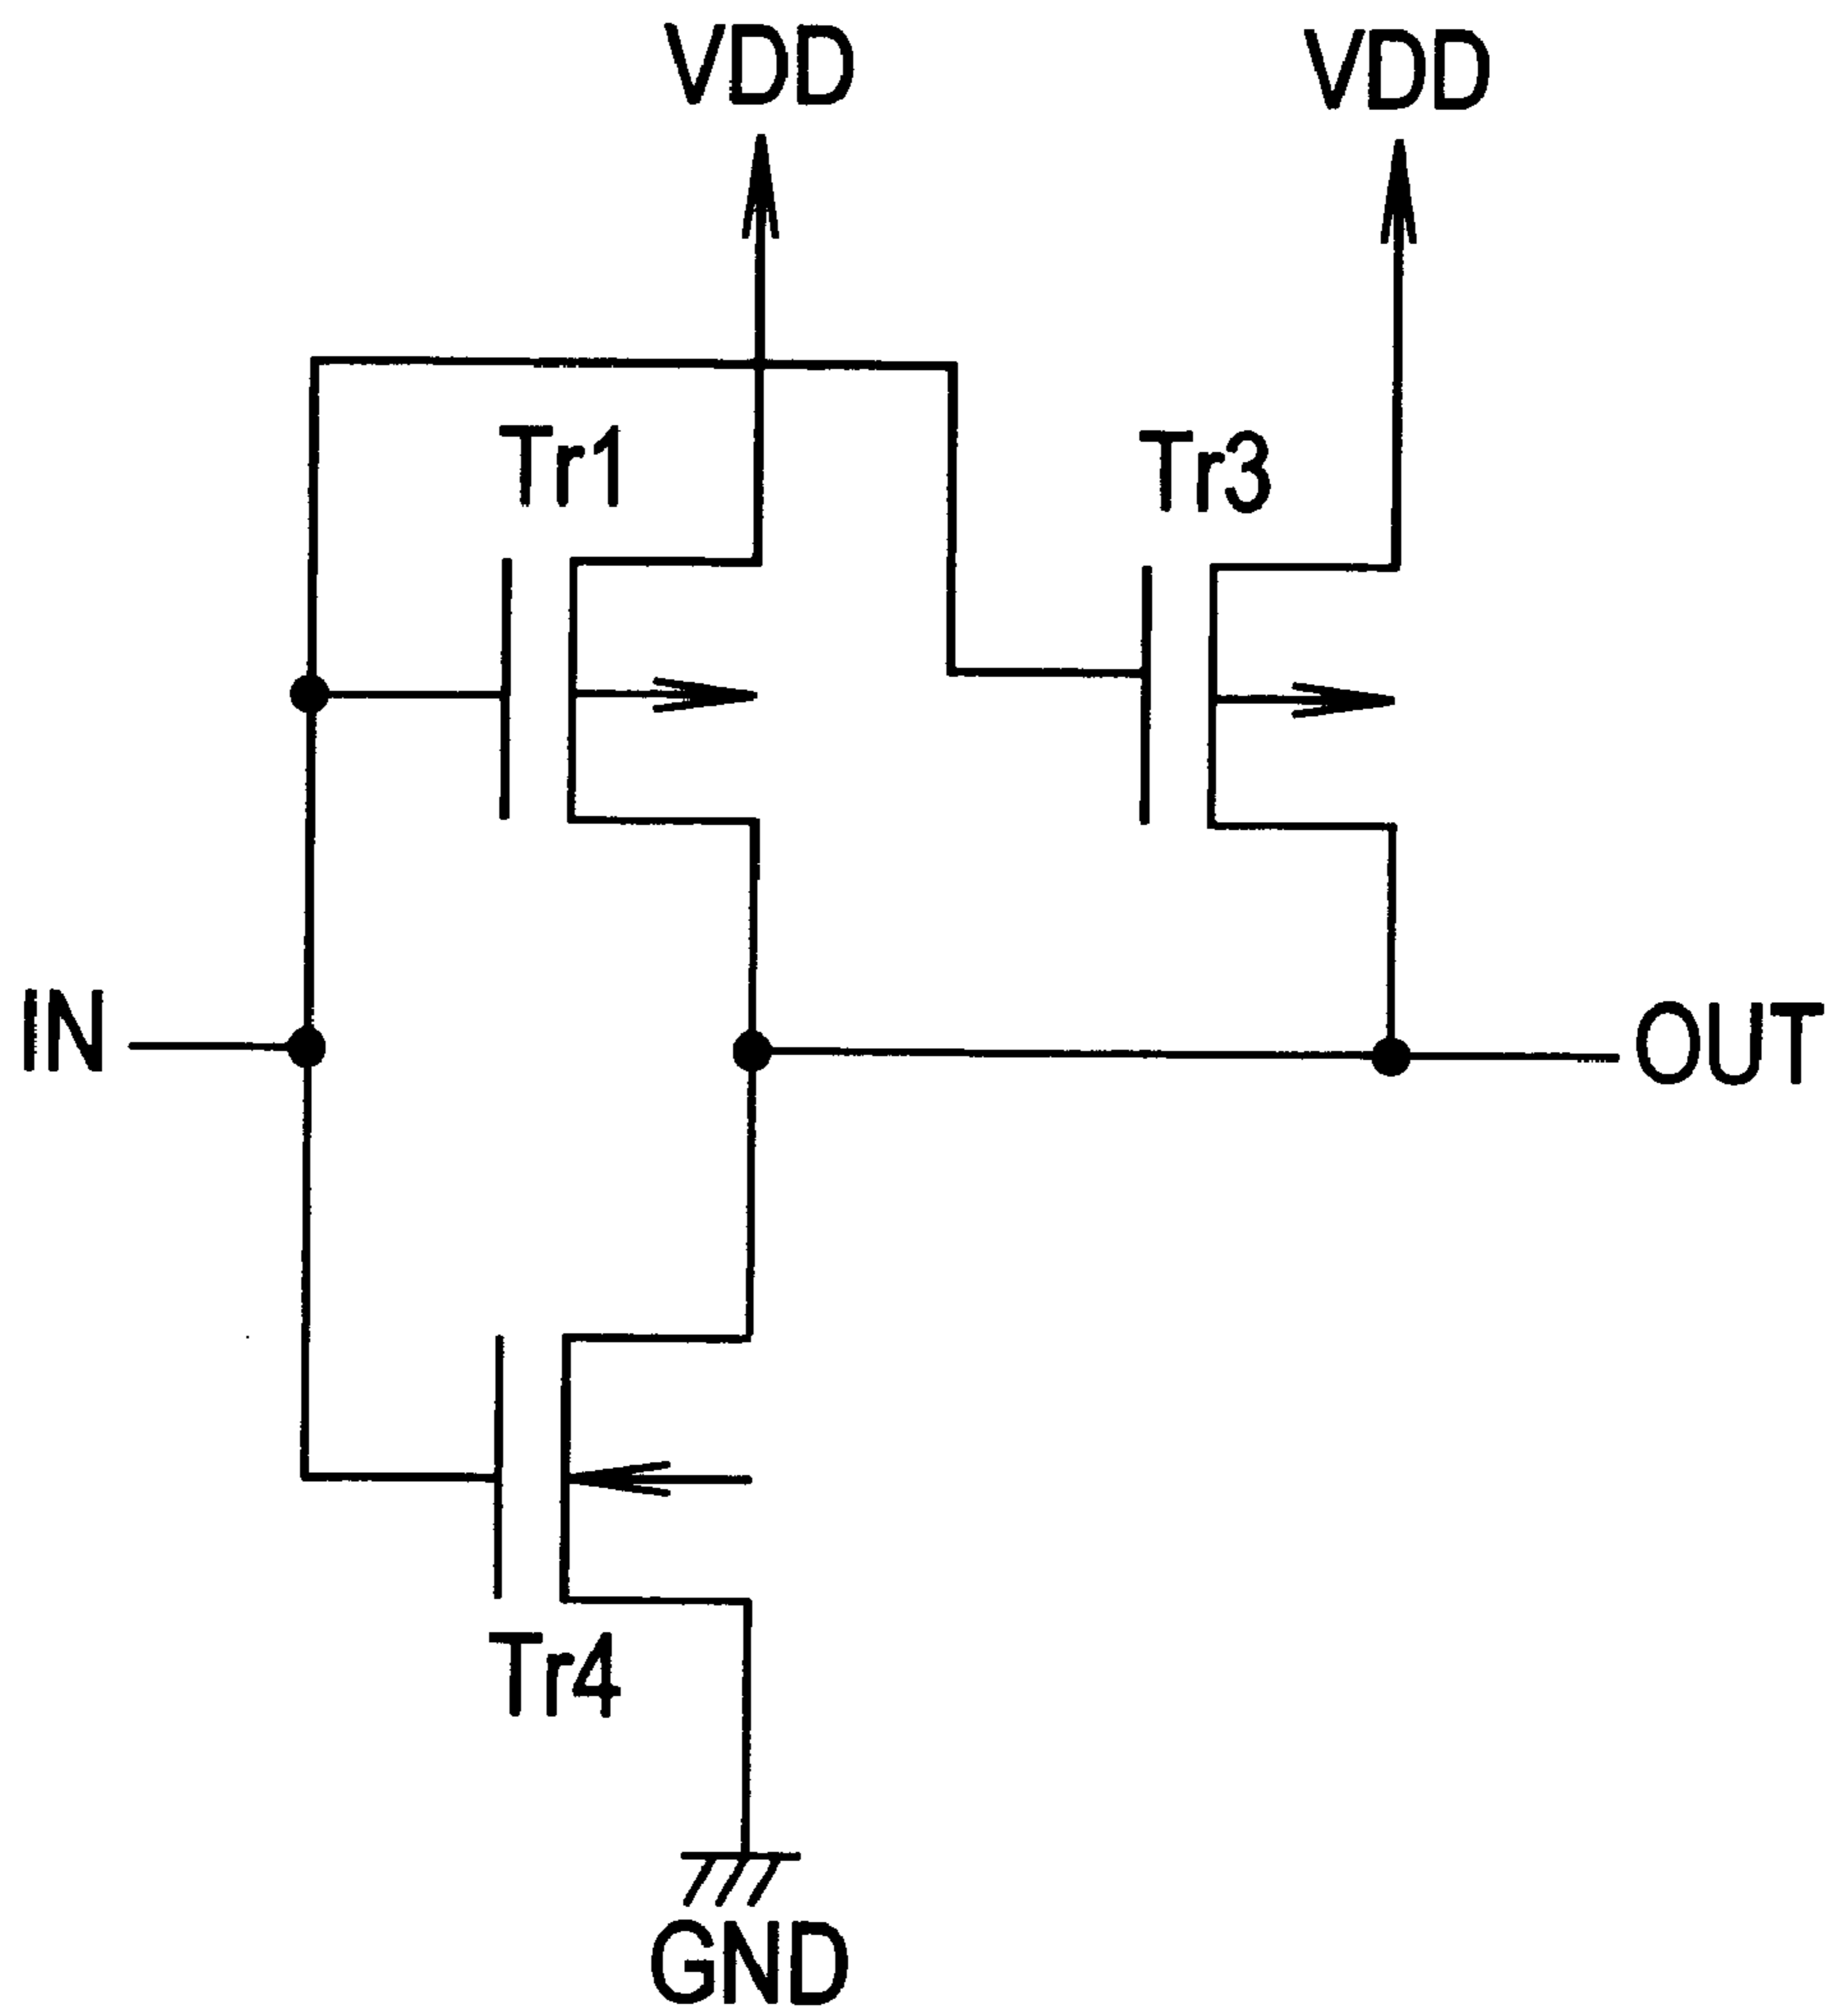 VDD
VDD
Tr1
Tr3
IN
OUT
Tr4
GND